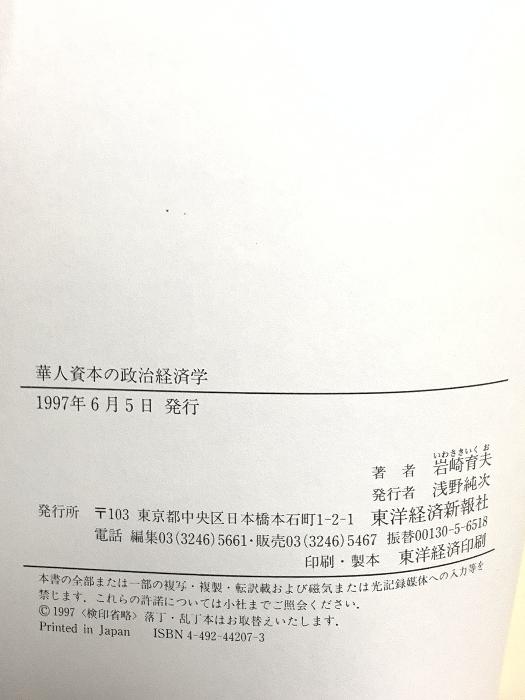 華人資本の政治経済学
1997年6月5日 発行
いわさきいくお
著者 岩崎育夫
発行者 浅野純次
発行所 〒103 東京都中央区日本橋本石町1-2-1 東洋経済新報社
電話 編集03(3246)5661・販売03(3246)5467 振替00130-5-6518
印刷・製本 東洋経済印刷
本書の全部または一部の複写・複製・転訳載および磁気または光記録媒体への入力等を
禁じます。これらの許諾については小社までご照会ください。
©1997〈検印省略〉落丁・乱丁本はお取替えいたします。
Printed in Japan ISBN 4-492-44207-3